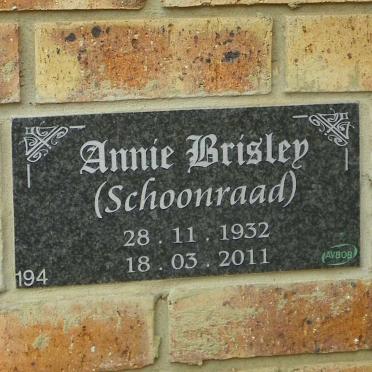 Annie Brisley
(Schoonraad)
28 . 11 . 1932
18 . 03 . 2011
194
AVBOB